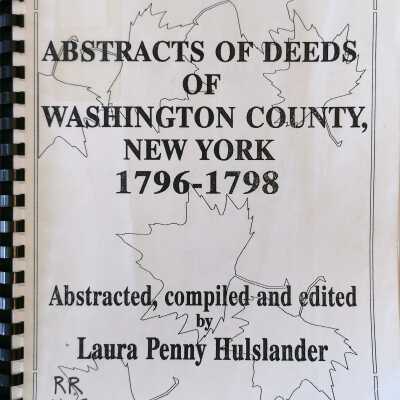 ABSTRACTS OF DEEDS
OF
WASHINGTON COUNTY,
NEW YORK
1796-1798
Abstracted, compiled and edited
by
Laura Penny Hulslander
RR